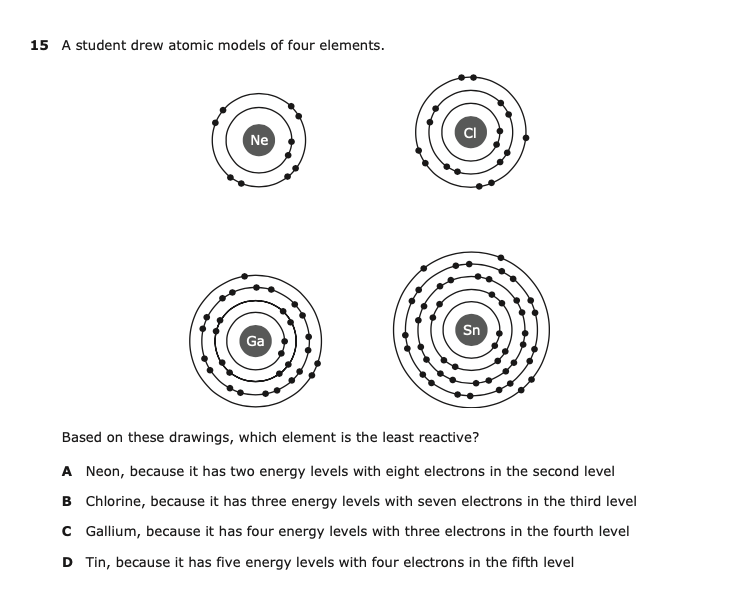 15 A student drew atomic models of four elements.
Ne
Cl
Ga
Sn
Based on these drawings, which element is the least reactive?
A Neon, because it has two energy levels with eight electrons in the second level
B Chlorine, because it has three energy levels with seven electrons in the third level
C Gallium, because it has four energy levels with three electrons in the fourth level
D Tin, because it has five energy levels with four electrons in the fifth level